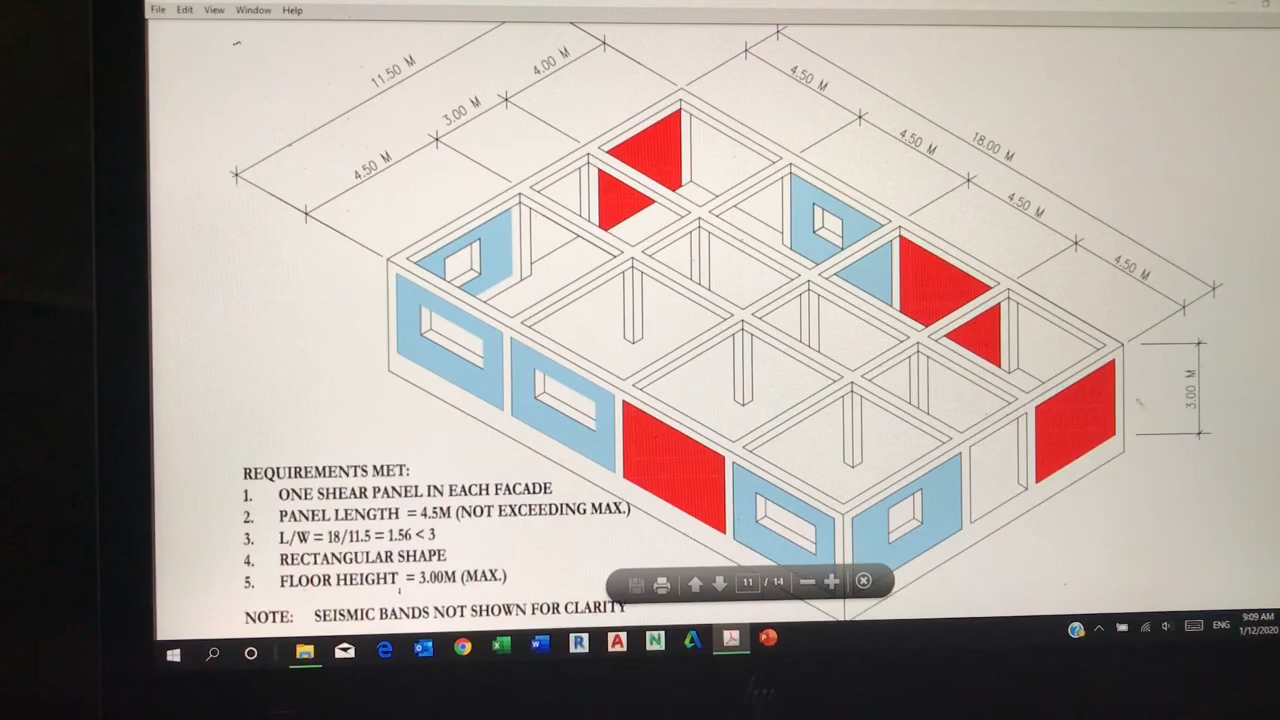 File Edit View Window Help
11.50 M
4.00 M
3.00 M
4.50 M
4.50 M
18.00 M
4.50 M
4.50 M
4.50 M
3.00 M
REQUIREMENTS MET:
1. ONE SHEAR PANEL IN EACH FACADE
2. PANEL LENGTH = 4.5M (NOT EXCEEDING MAX.)
3. L/W = 18/11.5 = 1.56 < 3
4. RECTANGULAR SHAPE
5. FLOOR HEIGHT = 3.00M (MAX.)
NOTE: SEISMIC BANDS NOT SHOWN FOR CLARITY
11 / 14
ENG
9:09 AM
1/12/2020
hp